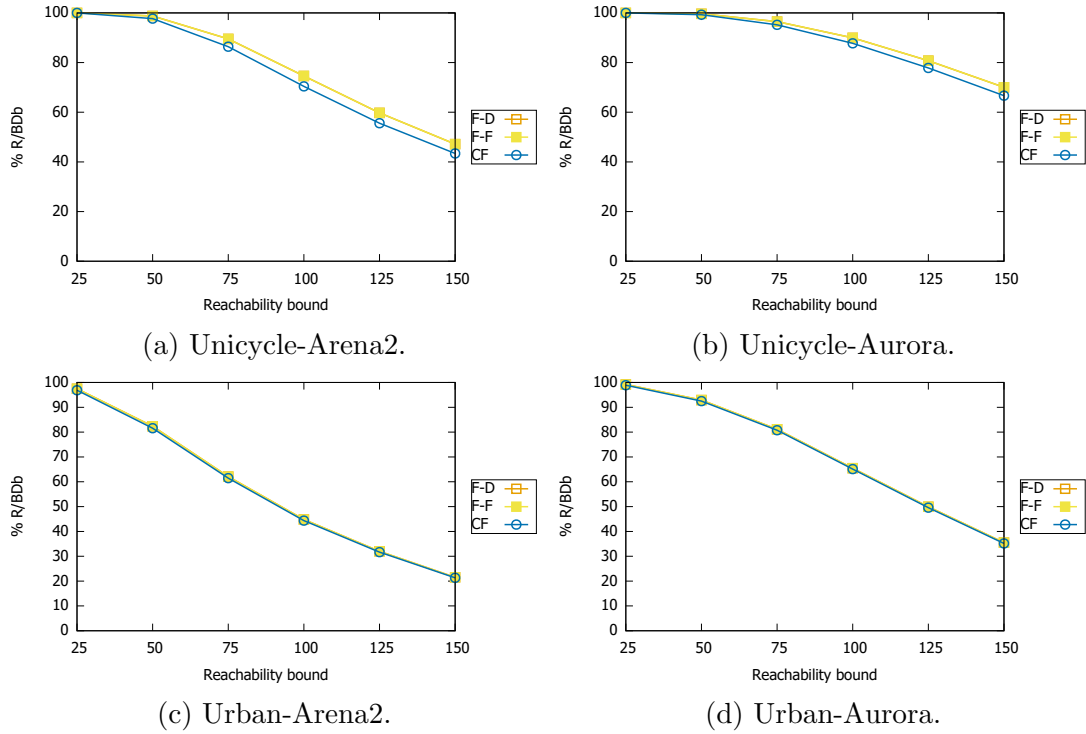 100
80
60
40
20
0
% R/BDb
25 50 75 100 125 150
Reachability bound
F-D
F-F
CF
(a) Unicycle-Arena2.
100
80
60
40
20
0
% R/BDb
25 50 75 100 125 150
Reachability bound
F-D
F-F
CF
(b) Unicycle-Aurora.
100
90
80
70
60
50
40
30
20
10
0
% R/BDb
25 50 75 100 125 150
Reachability bound
F-D
F-F
CF
(c) Urban-Arena2.
100
90
80
70
60
50
40
30
20
10
0
% R/BDb
25 50 75 100 125 150
Reachability bound
F-D
F-F
CF
(d) Urban-Aurora.